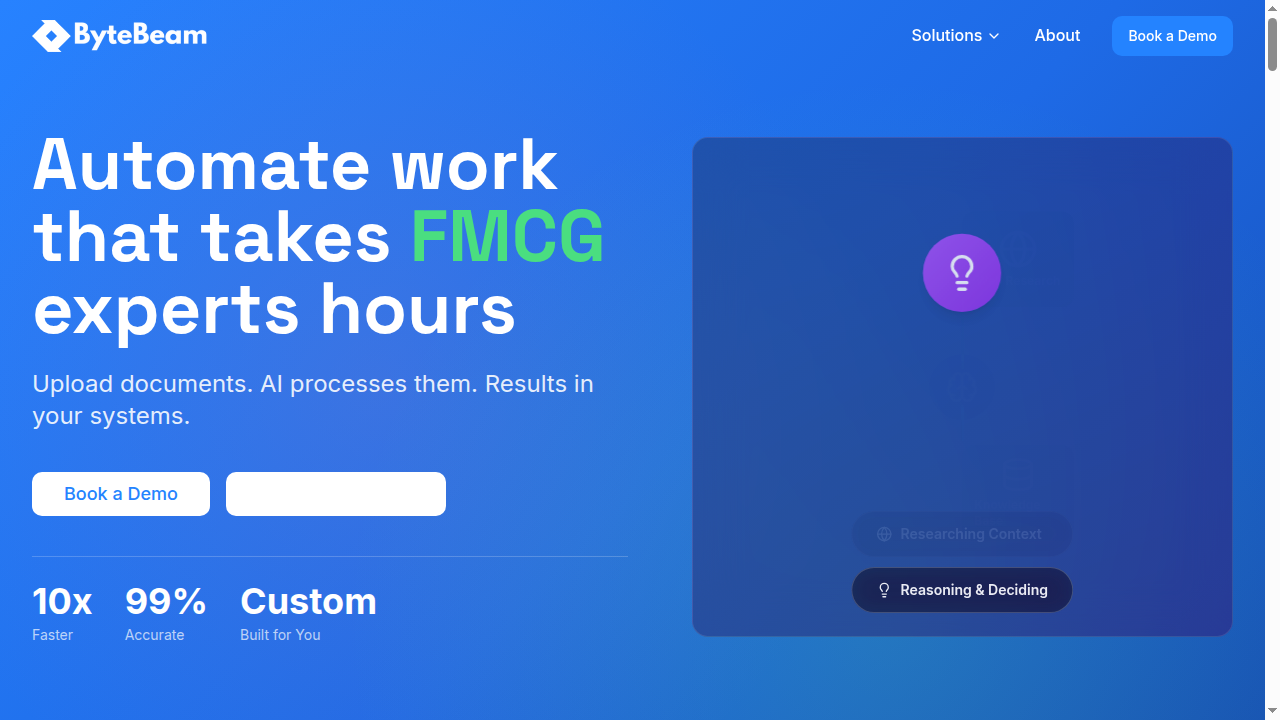 ByteBeam
Solutions
About
Book a Demo
Automate work
that takes FMCG
experts hours
Upload documents. AI processes them. Results in
your systems.
Book a Demo
10x
Faster
99%
Accurate
Custom
Built for You
Researching Context
Reasoning & Deciding